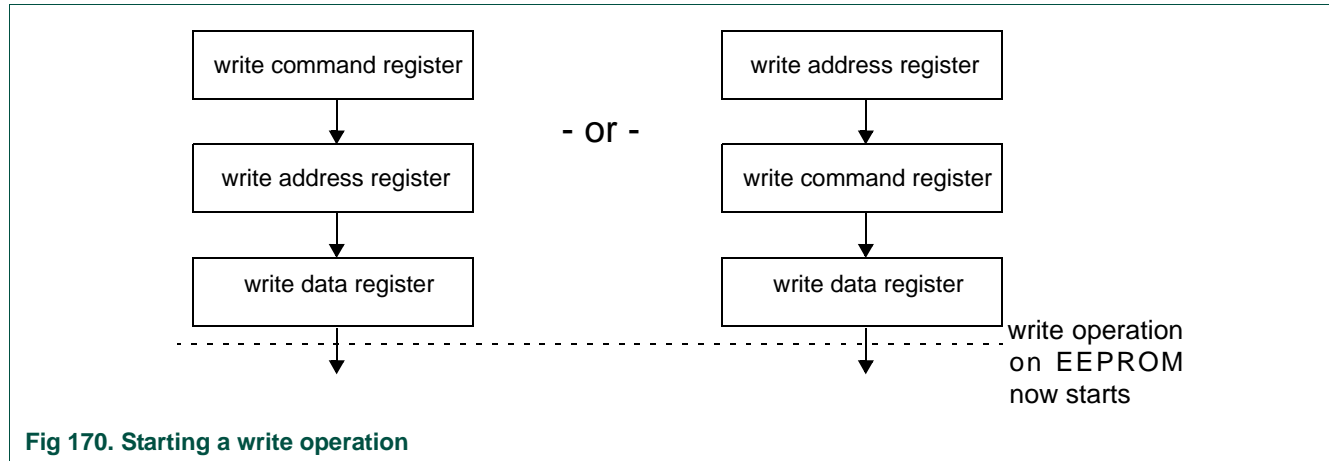 write command register
write address register
write data register
- or -
write address register
write command register
write data register
write operation
on EEPROM
now starts
Fig 170. Starting a write operation